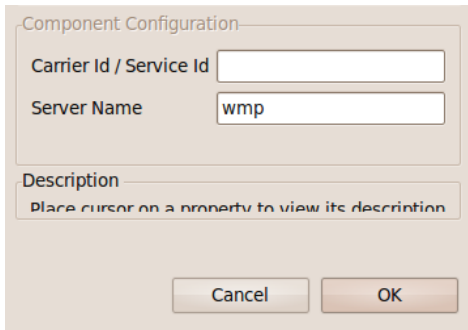 Component Configuration
Carrier Id / Service Id
Server Name wmp
Description
Place cursor on a property to view its description
Cancel OK